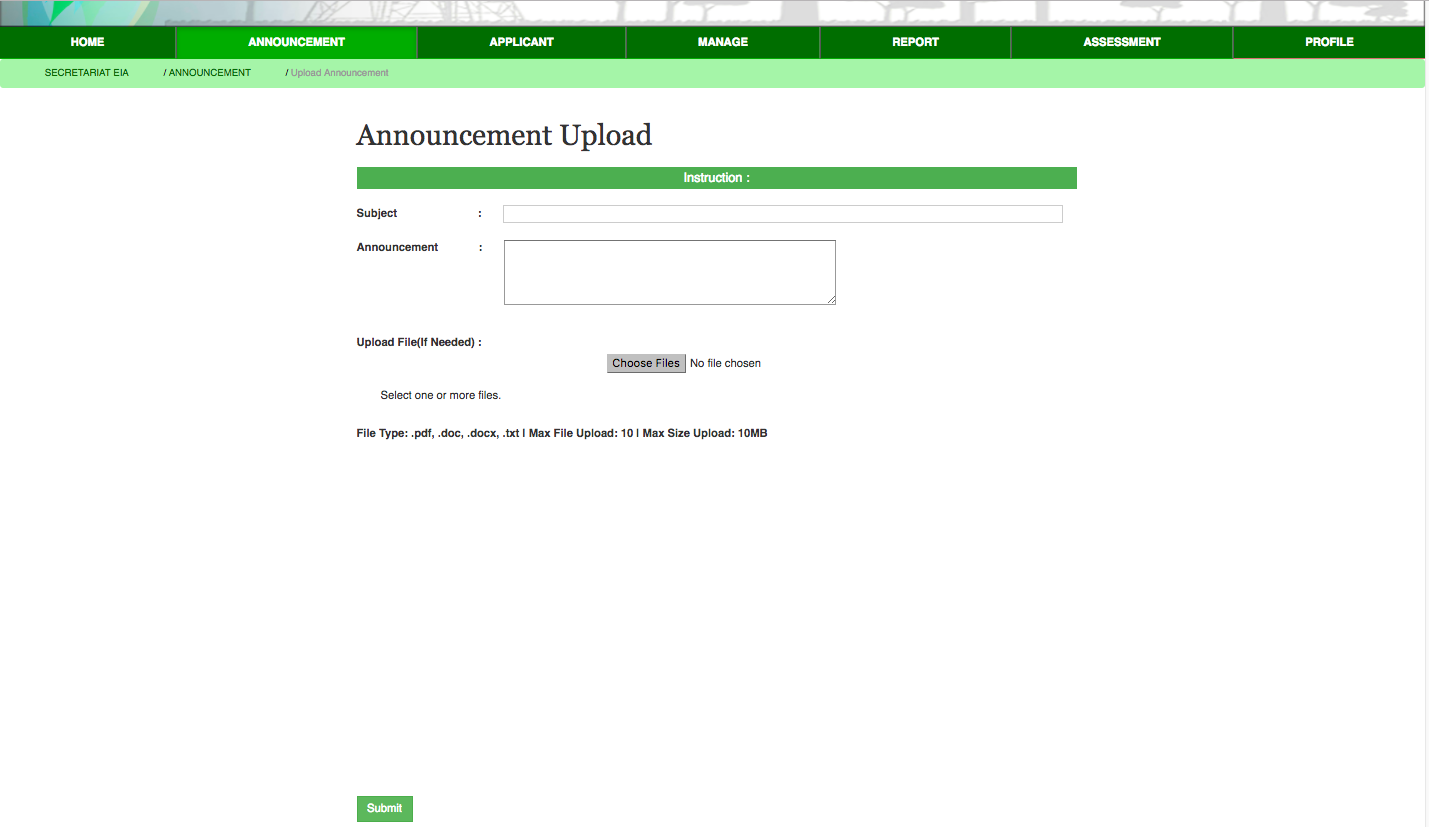 HOME ANNOUNCEMENT APPLICANT MANAGE REPORT ASSESSMENT PROFILE
SECRETARIAT EIA / ANNOUNCEMENT / Upload Announcement
Announcement Upload
Instruction :
Subject :
Announcement :
Upload File(If Needed) :
Choose Files No file chosen
Select one or more files.
File Type: .pdf, .doc, .docx, .txt | Max File Upload: 10 | Max Size Upload: 10MB
Submit